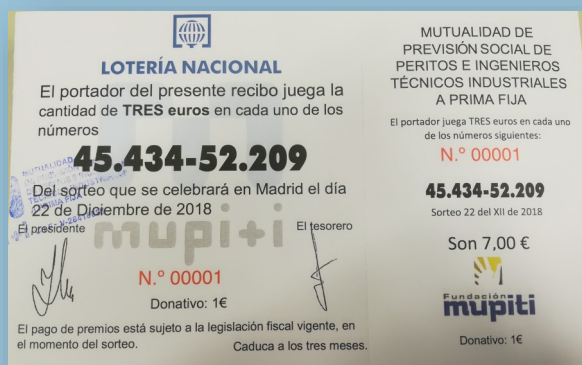 LOTERÍA NACIONAL
El portador del presente recibo juega la
cantidad de TRES euros en cada uno de los
números
45.434-52.209
Del sorteo que se celebrará en Madrid el día
22 de Diciembre de 2018
El presidente
El tesorero
mupiti
N.º 00001
Donativo: 1€
El pago de premios está sujeto a la legislación fiscal vigente, en
el momento del sorteo.
Caduca a los tres meses.
MUTUALIDAD
PRIMA FIJA
MUTUALIDAD DE
PREVISIÓN SOCIAL DE
PERITOS E INGENIEROS
TÉCNICOS INDUSTRIALES
A PRIMA FIJA
El portador juega TRES euros en cada uno
de los números siguientes:
N.º 00001
45.434-52.209
Sorteo 22 del XII de 2018
Son 7,00 €
Fundación
mupiti
Donativo: 1€